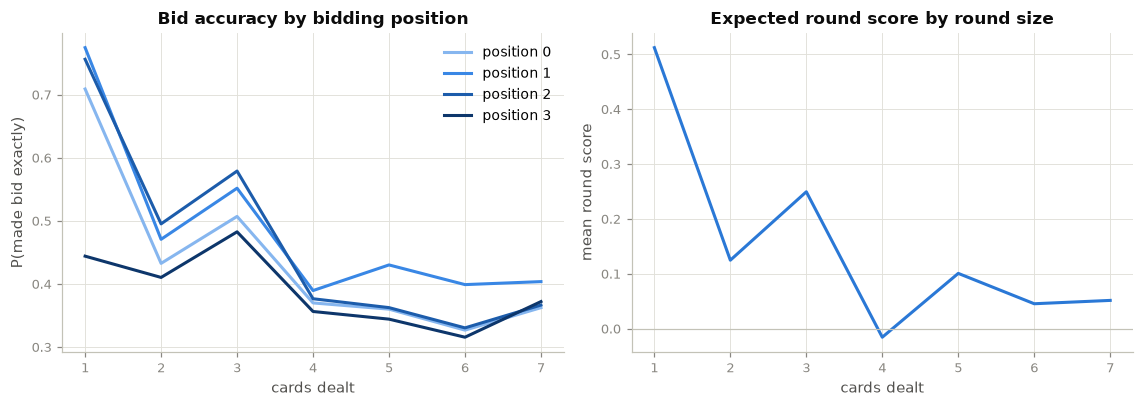 Bid accuracy by bidding position
P(made bid exactly)
0.7
0.6
0.5
0.4
0.3
position 0
position 1
position 2
position 3
1 2 3 4 5 6 7
cards dealt
Expected round score by round size
mean round score
0.5
0.4
0.3
0.2
0.1
0.0
1 2 3 4 5 6 7
cards dealt